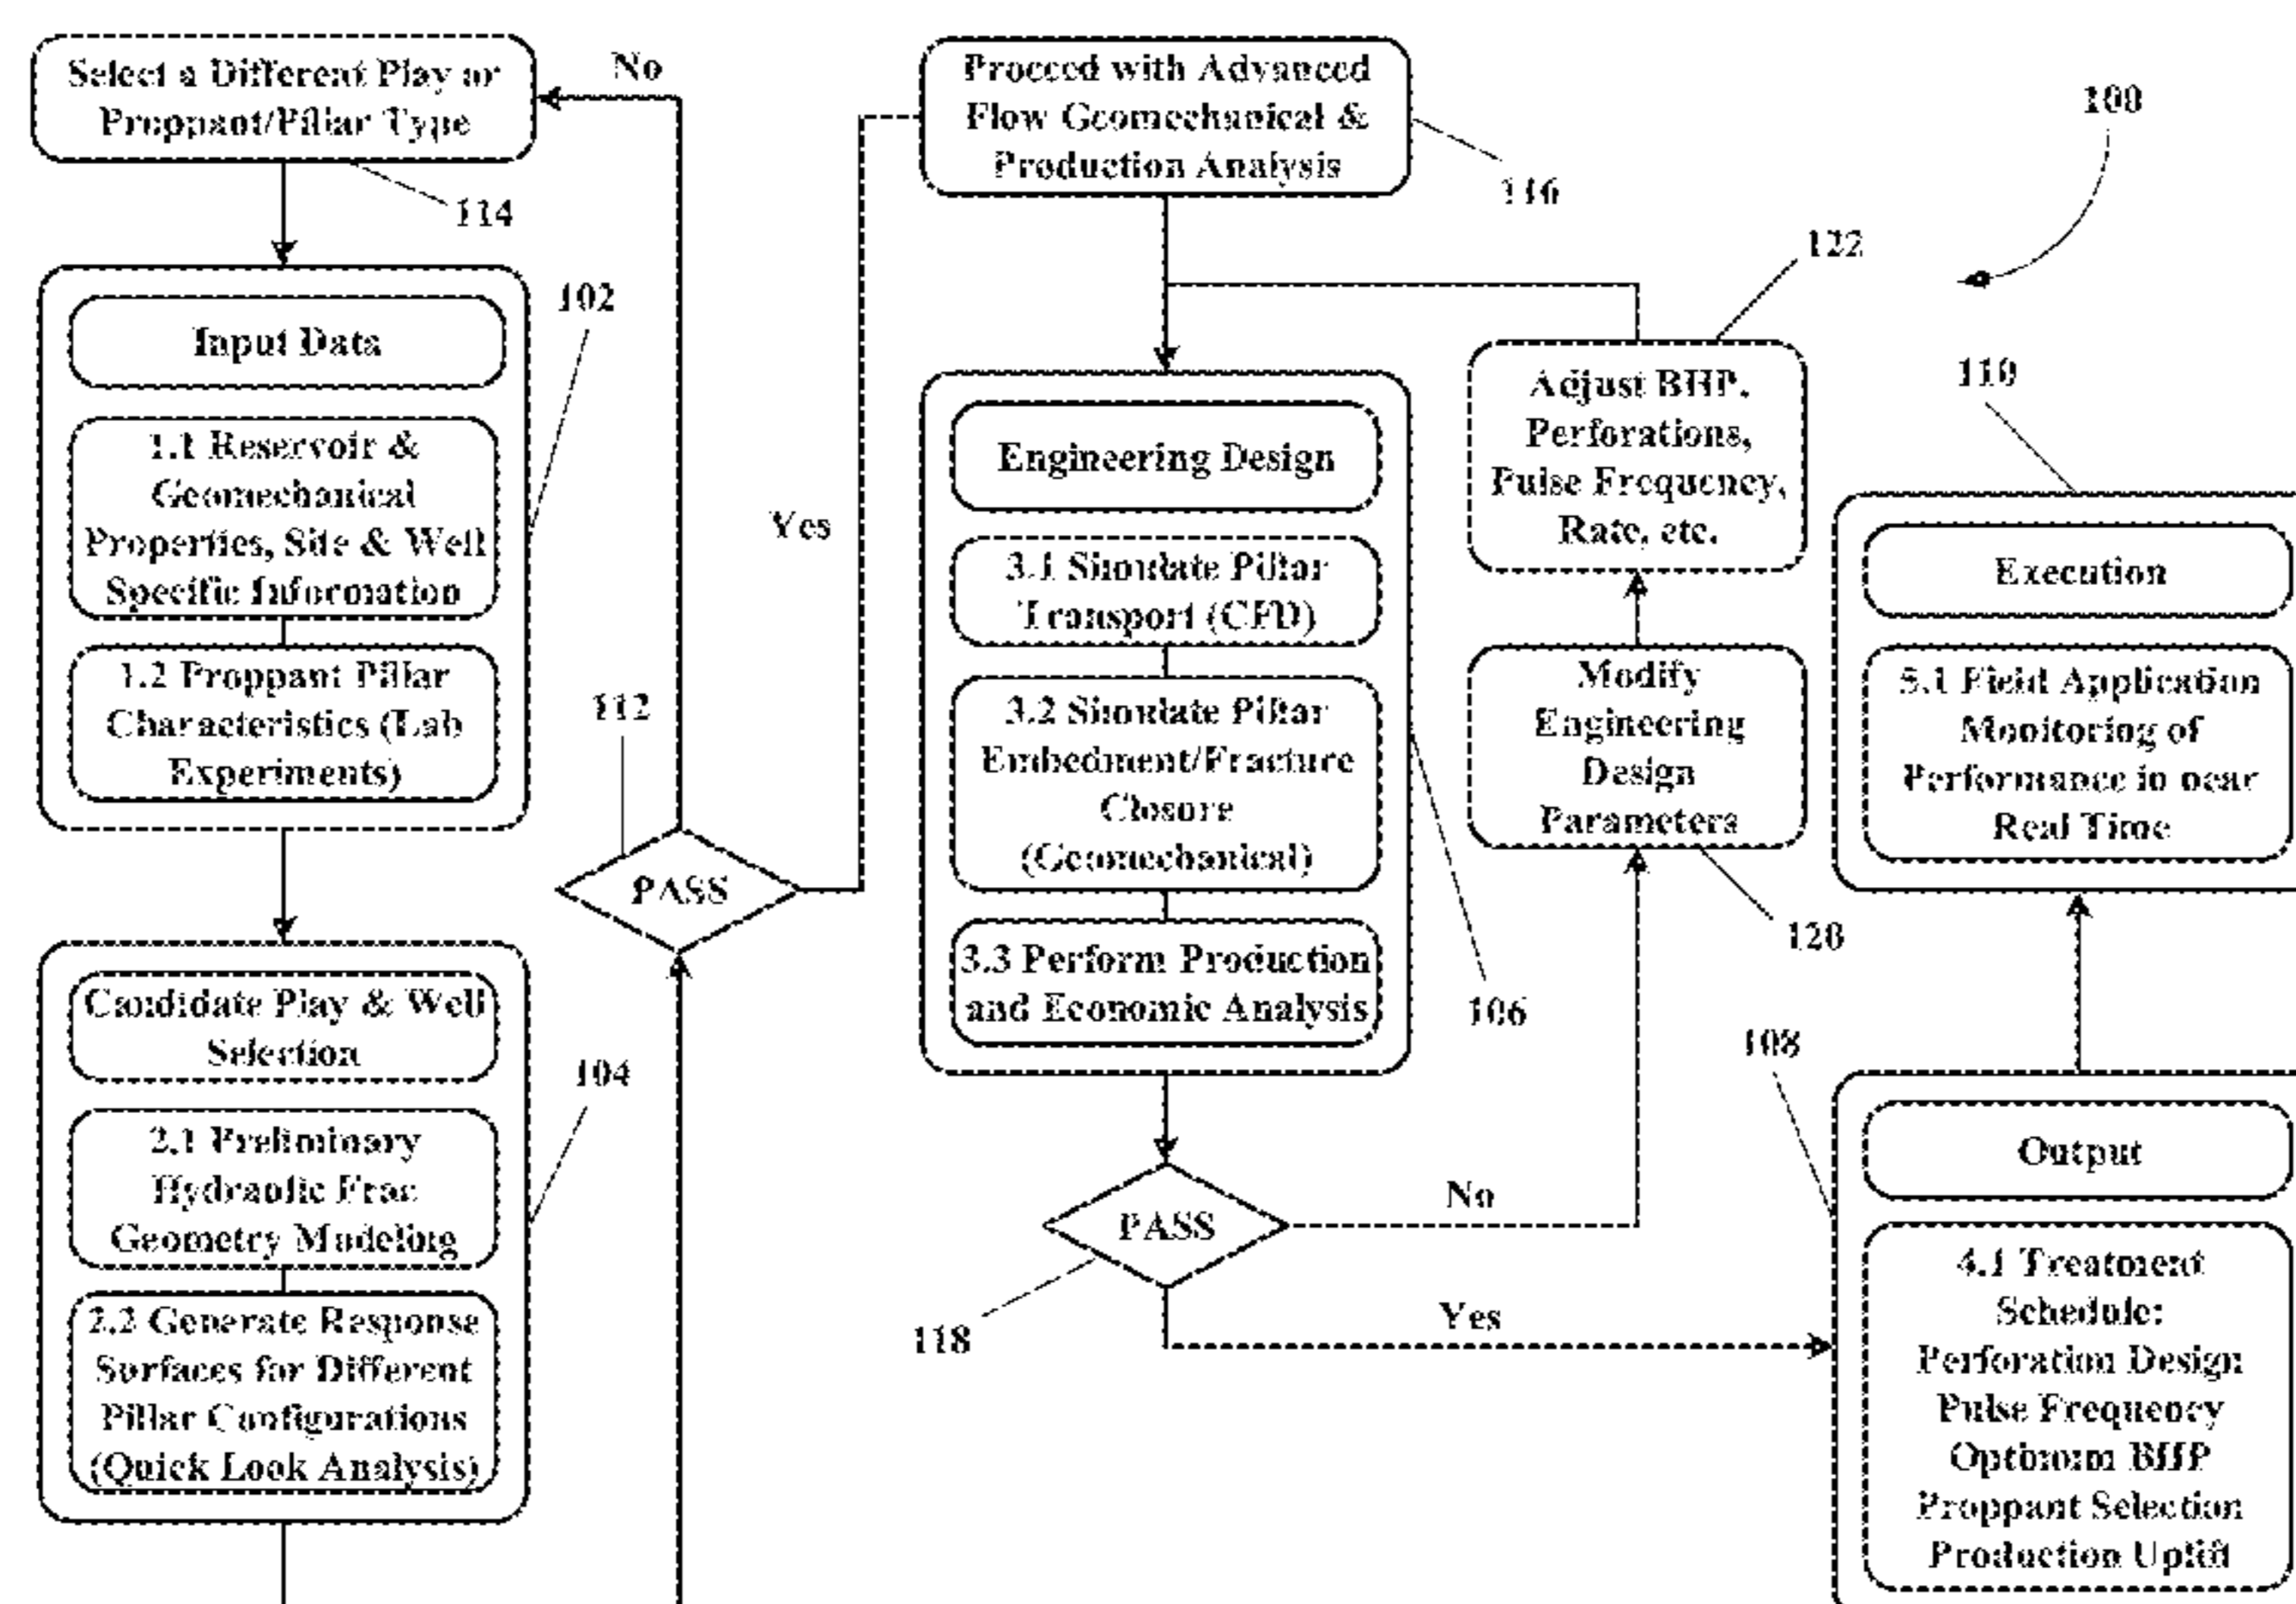 Select a Different Play or
Proppant/Pillar Type
114
No
Input Data
1.1 Reservoir &
Geomechanical
Properties, Site & Well
Specific Information
1.2 Proppant Pillar
Characteristics (Lab
Experiments)
102
Candidate Play & Well
Selection
2.1 Preliminary
Hydraulic Frac
Geometry Modeling
2.2 Generate Response
Surfaces for Different
Pillar Configurations
(Quick Look Analysis)
104
112
PASS
Yes
Proceed with Advanced
Flow Geomechanical &
Production Analysis
116
Engineering Design
3.1 Simulate Pillar
Transport (CFD)
3.2 Simulate Pillar
Embedment/Fracture
Closure
(Geomechanical)
3.3 Perform Production
and Economic Analysis
106
PASS
118
No
Yes
122
Adjust BHP,
Perforations,
Pulse Frequency,
Rate, etc.
Modify
Engineering
Design
Parameters
120
100
110
Execution
5.1 Field Application
Monitoring of
Performance in near
Real Time
108
Output
4.1 Treatment
Schedule:
Perforation Design
Pulse Frequency
Optimum BHP
Proppant Selection
Production Uplift